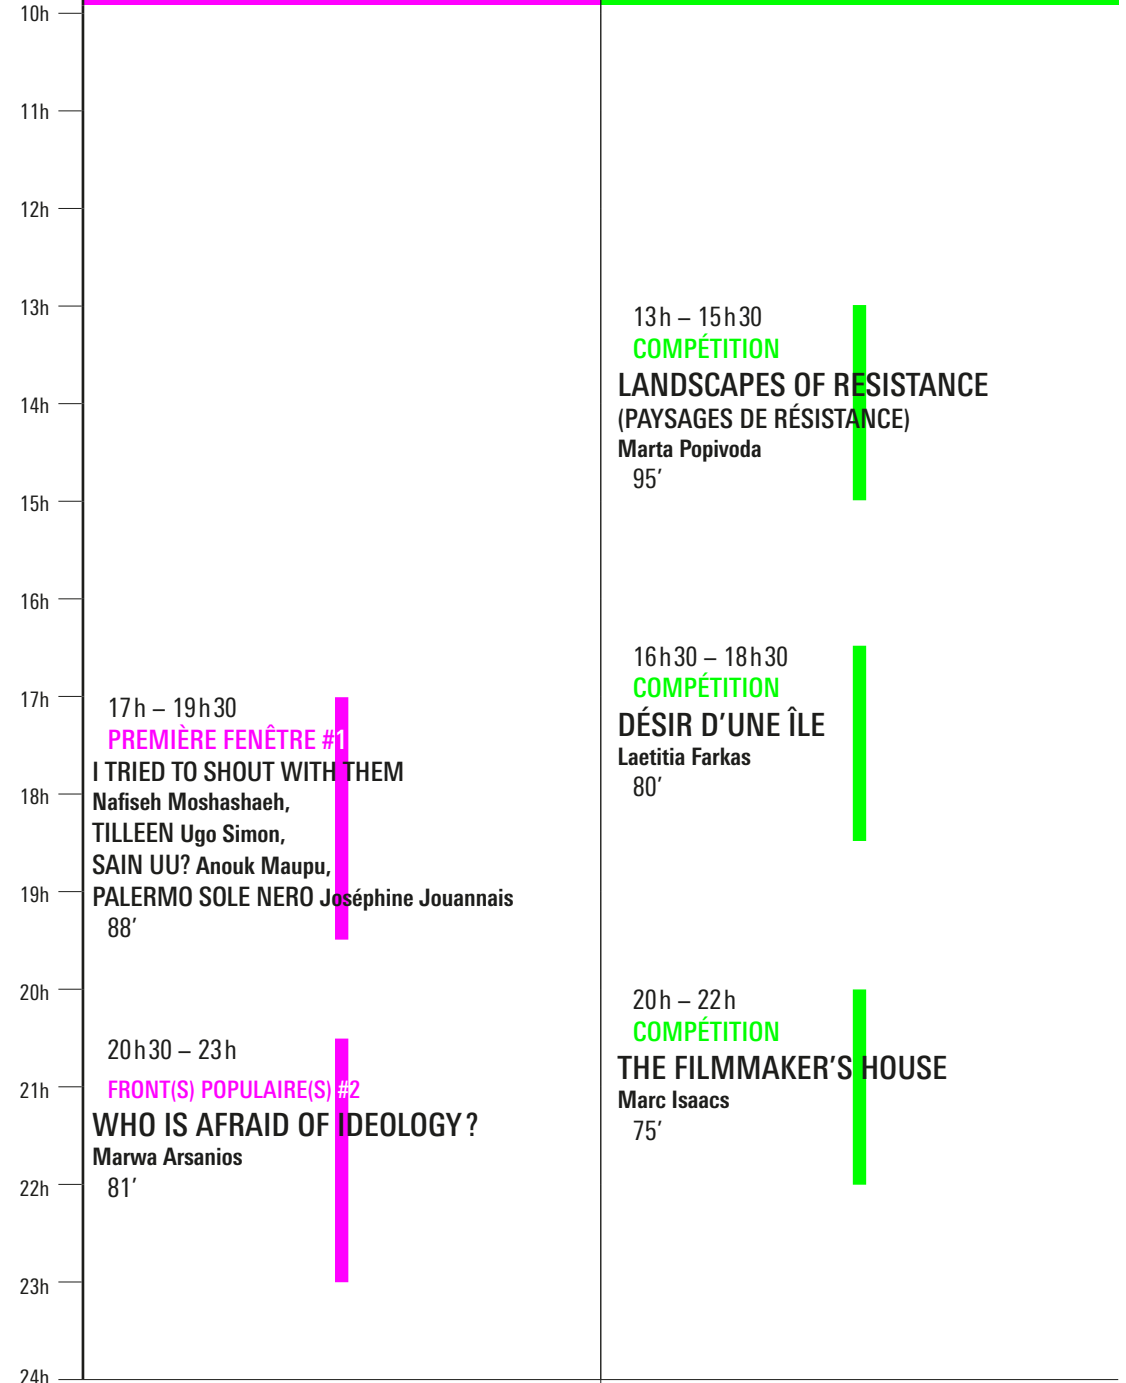 10h
11h
12h
13h
14h
15h
16h
17h
18h
19h
20h
21h
22h
23h
24h
17h – 19h30
PREMIÈRE FENÊTRE #1
I TRIED TO SHOUT WITH THEM
Nafiseh Moshashaeh,
TILLEEN Ugo Simon,
SAIN UU? Anouk Maupu,
PALERMO SOLE NERO Joséphine Jouannais
88’
20h30 – 23h
FRONT(S) POPULAIRE(S) #2
WHO IS AFRAID OF IDEOLOGY ?
Marwa Arsanios
81’
13h – 15h30
COMPÉTITION
LANDSCAPES OF RESISTANCE
(PAYSAGES DE RÉSISTANCE)
Marta Popivoda
95’
16h30 – 18h30
COMPÉTITION
DÉSIR D’UNE ÎLE
Laetitia Farkas
80’
20h – 22h
COMPÉTITION
THE FILMMAKER’S HOUSE
Marc Isaacs
75’